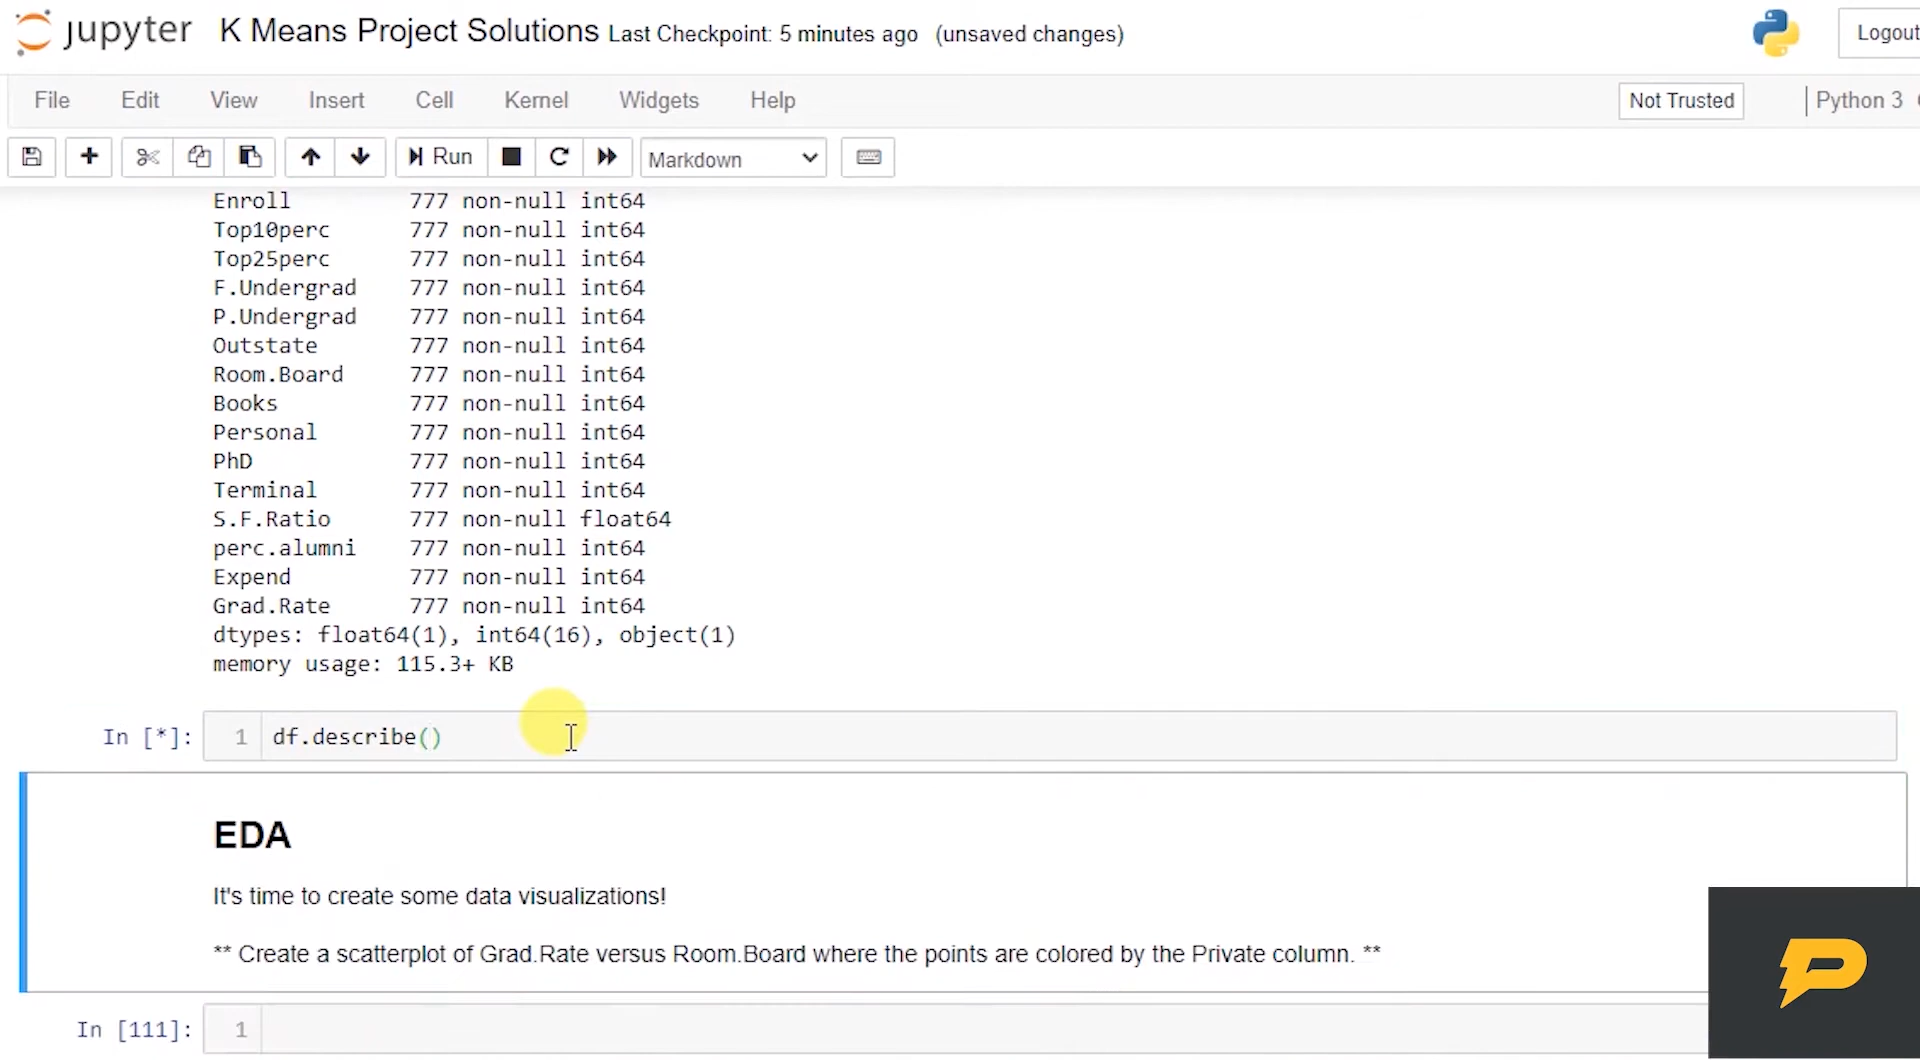 jupyter K Means Project Solutions Last Checkpoint: 5 minutes ago (unsaved changes)
Logout
File Edit View Insert Cell Kernel Widgets Help Not Trusted Python 3
Run Markdown
Enroll 777 non-null int64
Top10perc 777 non-null int64
Top25perc 777 non-null int64
F.Undergrad 777 non-null int64
P.Undergrad 777 non-null int64
Outstate 777 non-null int64
Room.Board 777 non-null int64
Books 777 non-null int64
Personal 777 non-null int64
PhD 777 non-null int64
Terminal 777 non-null int64
S.F.Ratio 777 non-null float64
perc.alumni 777 non-null int64
Expend 777 non-null int64
Grad.Rate 777 non-null int64
dtypes: float64(1), int64(16), object(1)
memory usage: 115.3+ KB
In [*]: 1 df.describe()
EDA
It's time to create some data visualizations!
** Create a scatterplot of Grad.Rate versus Room.Board where the points are colored by the Private column. **
In [111]: 1